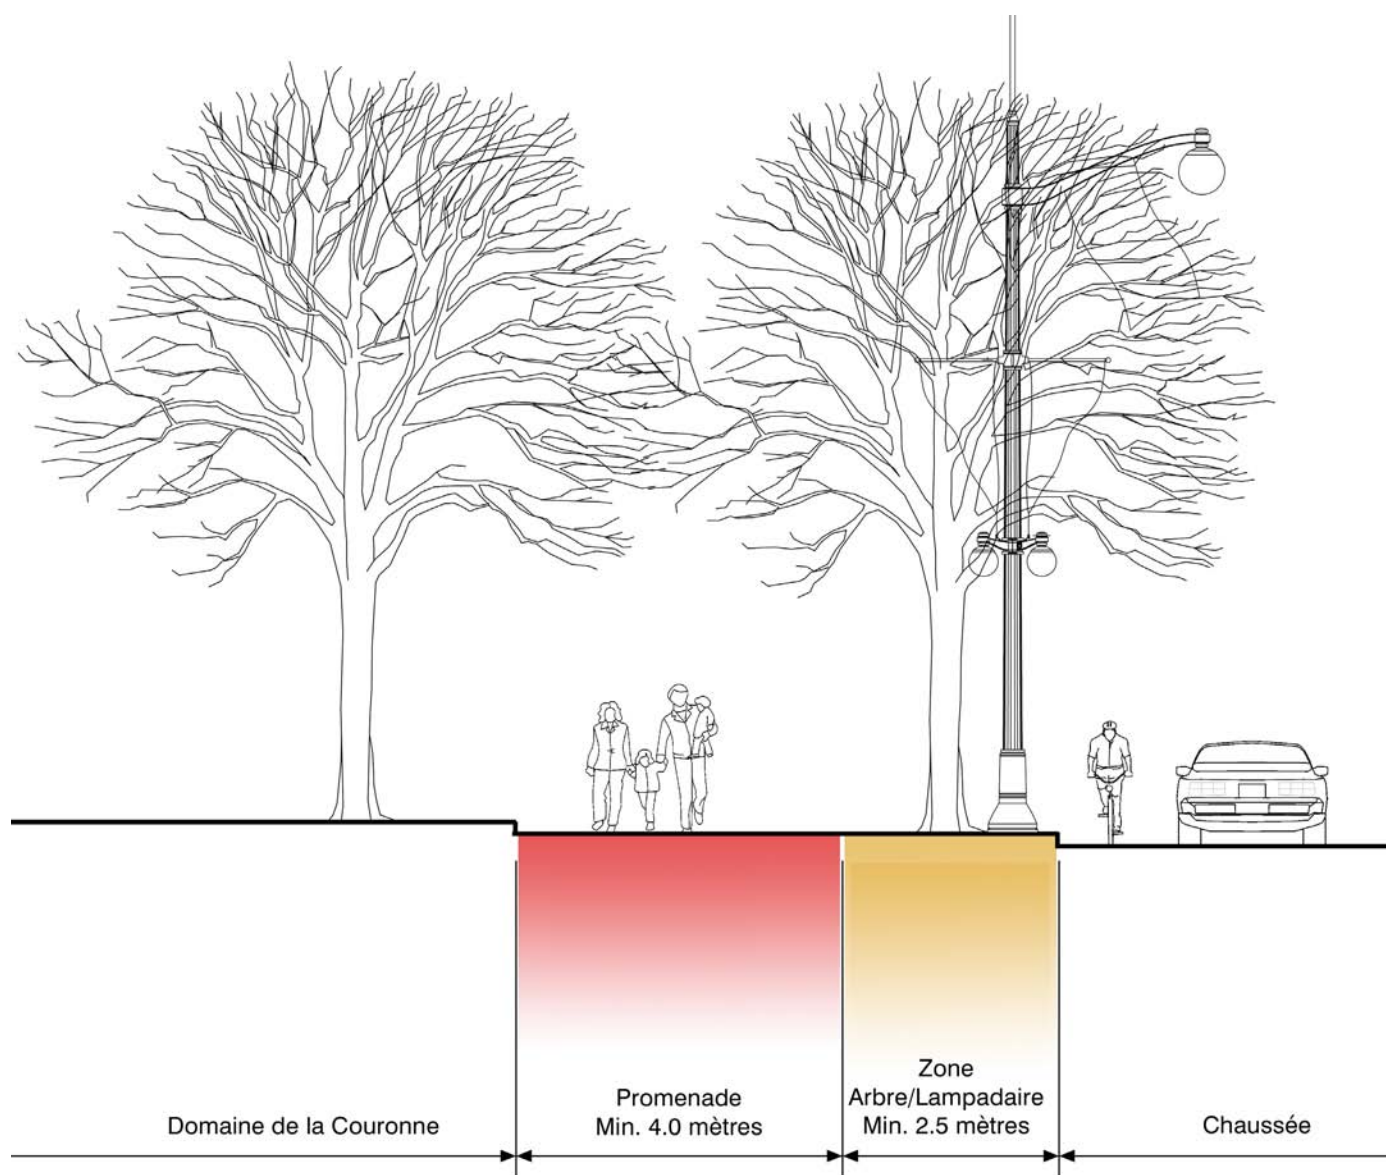 Domaine de la Couronne
Promenade
Min. 4.0 mètres
Zone
Arbre/Lampadaire
Min. 2.5 mètres
Chaussée